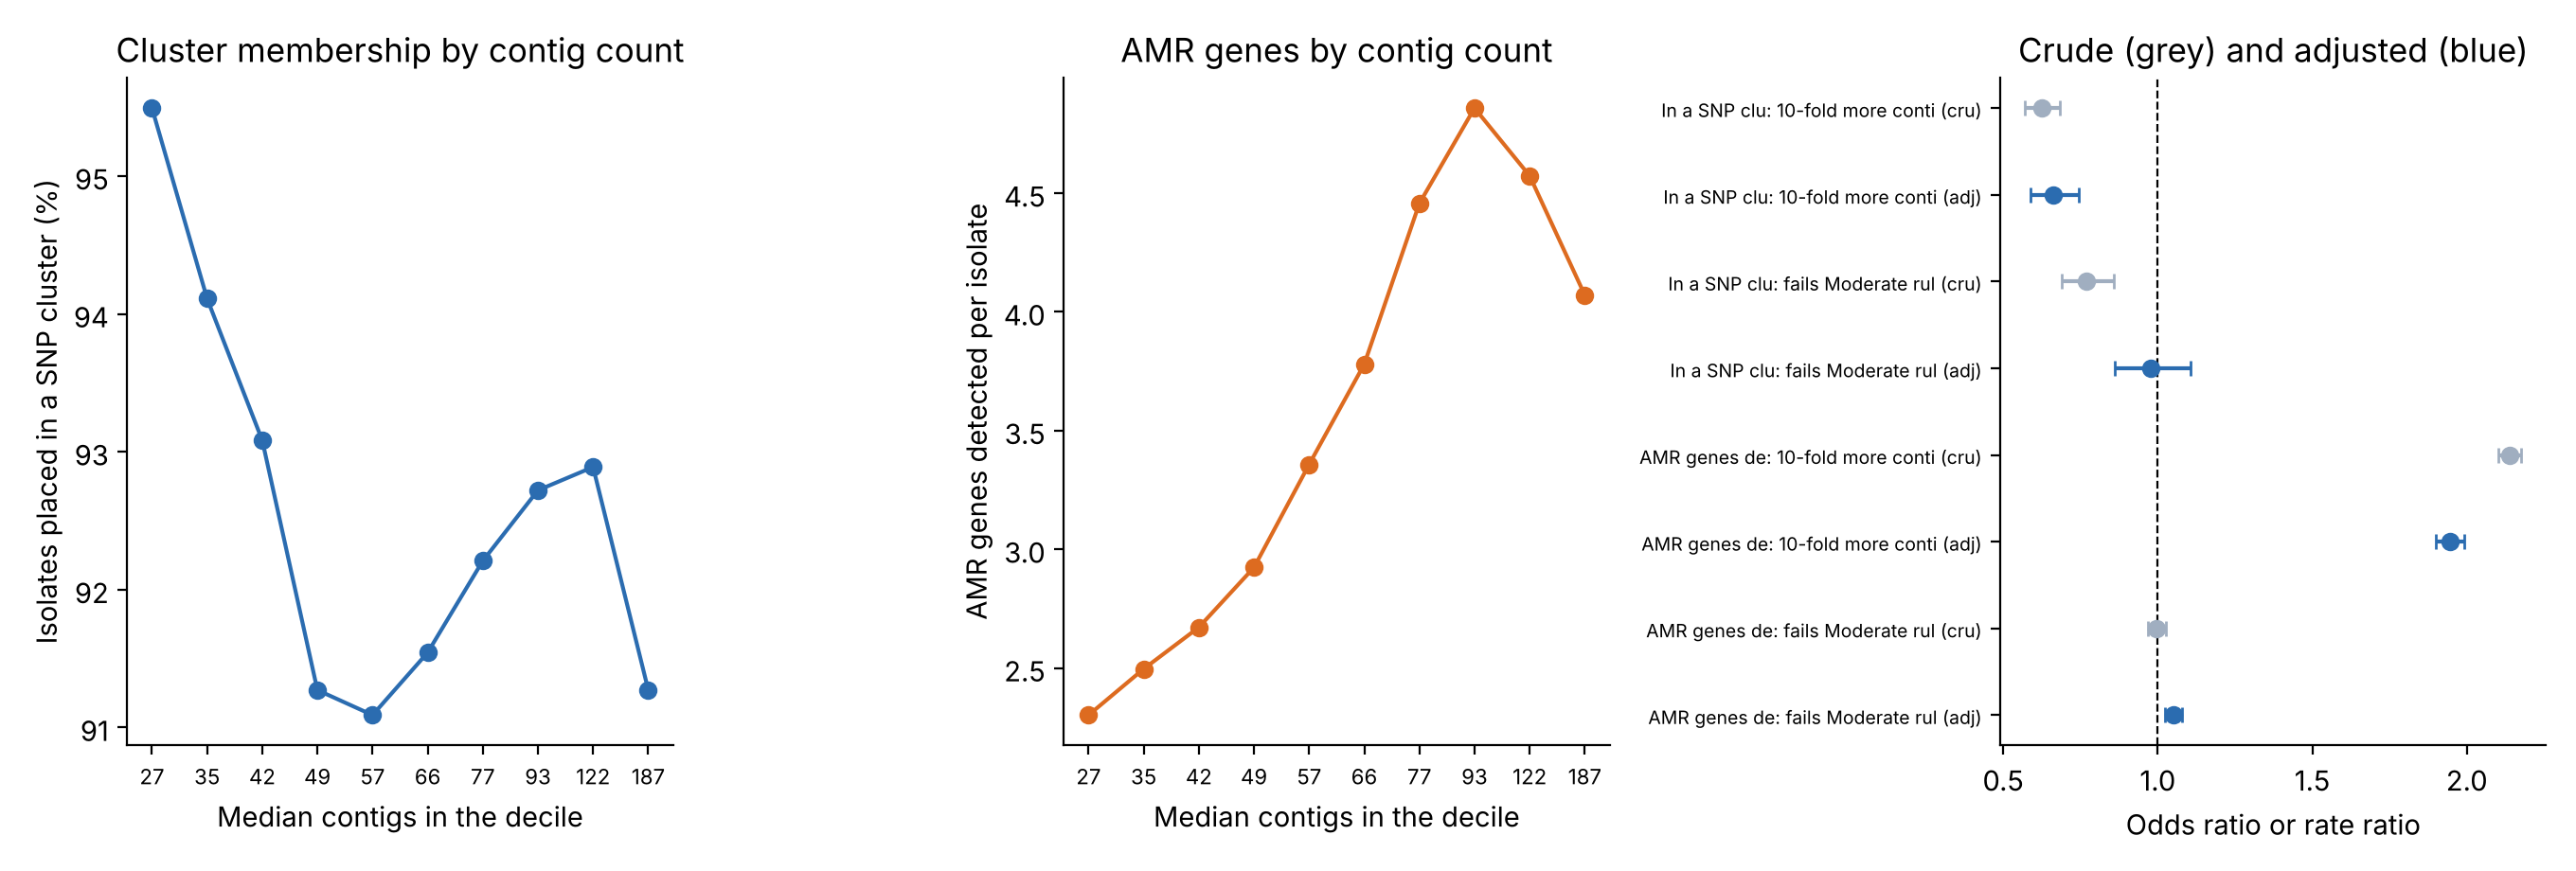 Cluster membership by contig count
Isolates placed in a SNP cluster (%)
95
94
93
92
91
27 35 42 49 57 66 77 93 122 187
Median contigs in the decile
AMR genes by contig count
AMR genes detected per isolate
4.5
4.0
3.5
3.0
2.5
27 35 42 49 57 66 77 93 122 187
Median contigs in the decile
Crude (grey) and adjusted (blue)
In a SNP clu: 10-fold more conti (cru)
In a SNP clu: 10-fold more conti (adj)
In a SNP clu: fails Moderate rul (cru)
In a SNP clu: fails Moderate rul (adj)
AMR genes de: 10-fold more conti (cru)
AMR genes de: 10-fold more conti (adj)
AMR genes de: fails Moderate rul (cru)
AMR genes de: fails Moderate rul (adj)
0.5 1.0 1.5 2.0
Odds ratio or rate ratio